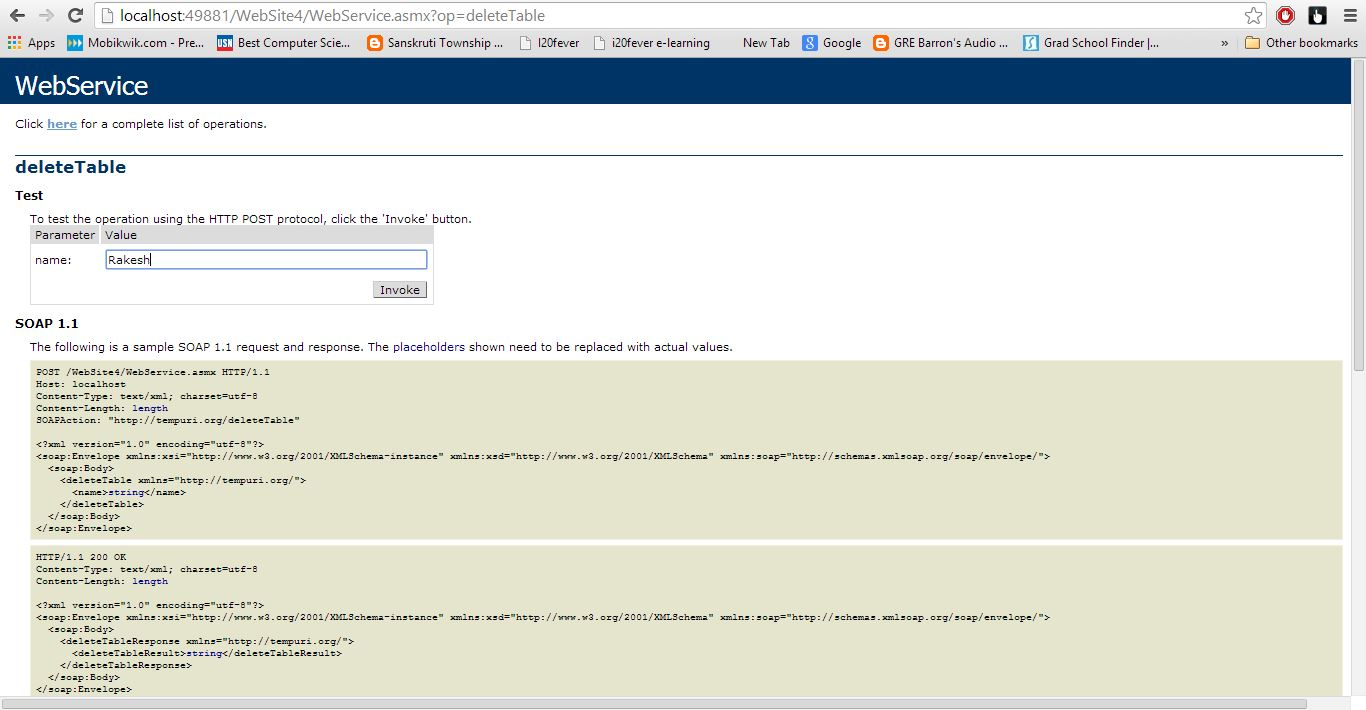 localhost:49881/WebSite4/WebService.asmx?op=deleteTable
Apps Mobikwik.com - Pre... USN Best Computer Scie... Sanskruti Township ... I20fever i20fever e-learning New Tab 8 Google GRE Barron's Audio ... Grad School Finder |... » Other bookmarks
WebService
Click here for a complete list of operations.
deleteTable
Test
To test the operation using the HTTP POST protocol, click the 'Invoke' button.
Parameter Value
name: Rakesh
Invoke
SOAP 1.1
The following is a sample SOAP 1.1 request and response. The placeholders shown need to be replaced with actual values.
POST /WebSite4/WebService.asmx HTTP/1.1
Host: localhost
Content-Type: text/xml; charset=utf-8
Content-Length: length
SOAPAction: "http://tempuri.org/deleteTable"
<?xml version="1.0" encoding="utf-8"?>
<soap:Envelope xmlns:xsi="http://www.w3.org/2001/XMLSchema-instance" xmlns:xsd="http://www.w3.org/2001/XMLSchema" xmlns:soap="http://schemas.xmlsoap.org/soap/envelope/">
<soap:Body>
<deleteTable xmlns="http://tempuri.org/">
<name>string</name>
</deleteTable>
</soap:Body>
</soap:Envelope>
HTTP/1.1 200 OK
Content-Type: text/xml; charset=utf-8
Content-Length: length
<?xml version="1.0" encoding="utf-8"?>
<soap:Envelope xmlns:xsi="http://www.w3.org/2001/XMLSchema-instance" xmlns:xsd="http://www.w3.org/2001/XMLSchema" xmlns:soap="http://schemas.xmlsoap.org/soap/envelope/">
<soap:Body>
<deleteTableResponse xmlns="http://tempuri.org/">
<deleteTableResult>string</deleteTableResult>
</deleteTableResponse>
</soap:Body>
</soap:Envelope>